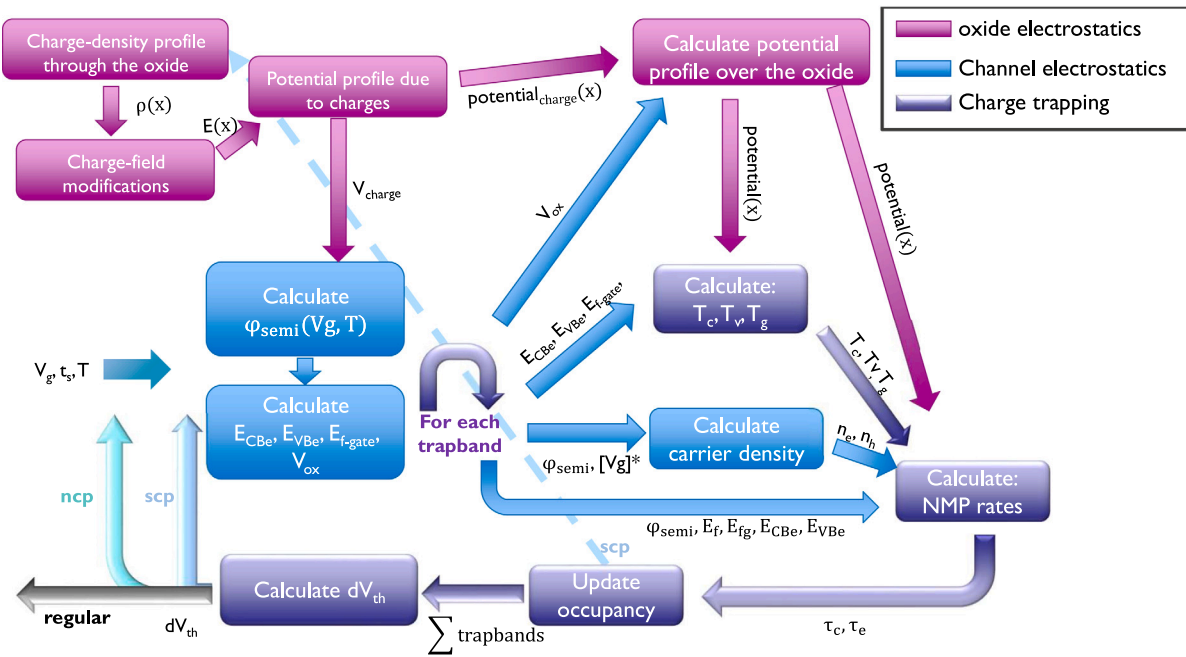 Charge-density profile
through the oxide
ρ(x)
Charge-field
modifications
E(x)
Potential profile due
to charges
potential_charge(x)
Calculate potential
profile over the oxide
oxide electrostatics
Channel electrostatics
Charge trapping
V_charge
V_ox
potential(x)
potential(x)
Calculate
φ_semi(Vg, T)
V_g, t_s, T
Calculate
E_CBe, E_VBe, E_f-gate,
V_ox
For each
trapband
E_CBe, E_VBe, E_f-gate,
Calculate:
T_c, T_v, T_g
T_c, T_v, T_g
φ_semi, [Vg]*
Calculate
carrier density
n_e, n_h
Calculate:
NMP rates
φ_semi, E_f, E_fg, E_CBe, E_VBe
ncp
scp
scp
regular
dV_th
Calculate dV_th
∑ trapbands
Update
occupancy
τ_c, τ_e